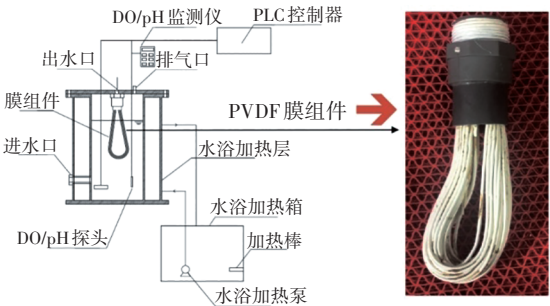 DO/pH监测仪
PLC控制器
出水口
排气口
膜组件
PVDF膜组件
进水口
水浴加热层
水浴加热箱
DO/pH探头
加热棒
水浴加热泵